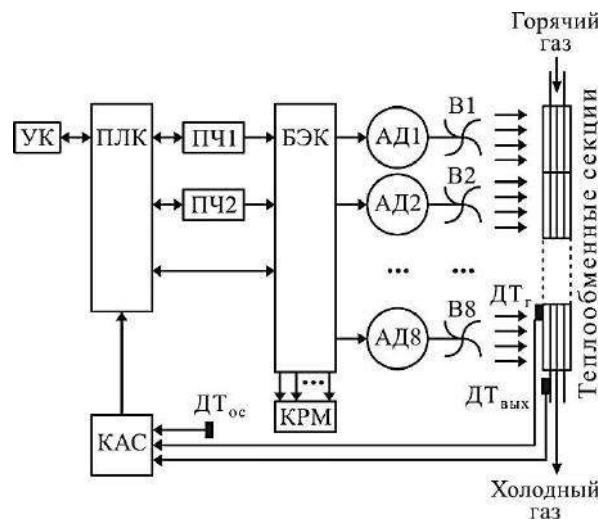 Горячий
газ
УК
ПЛК
ПЧ1
БЭК
АД1
В1
ПЧ2
АД2
В2
Теплообменные секции
...
...
АД8
В8
ДТг
...
КРМ
ДТос
ДТвых
КАС
Холодный
газ